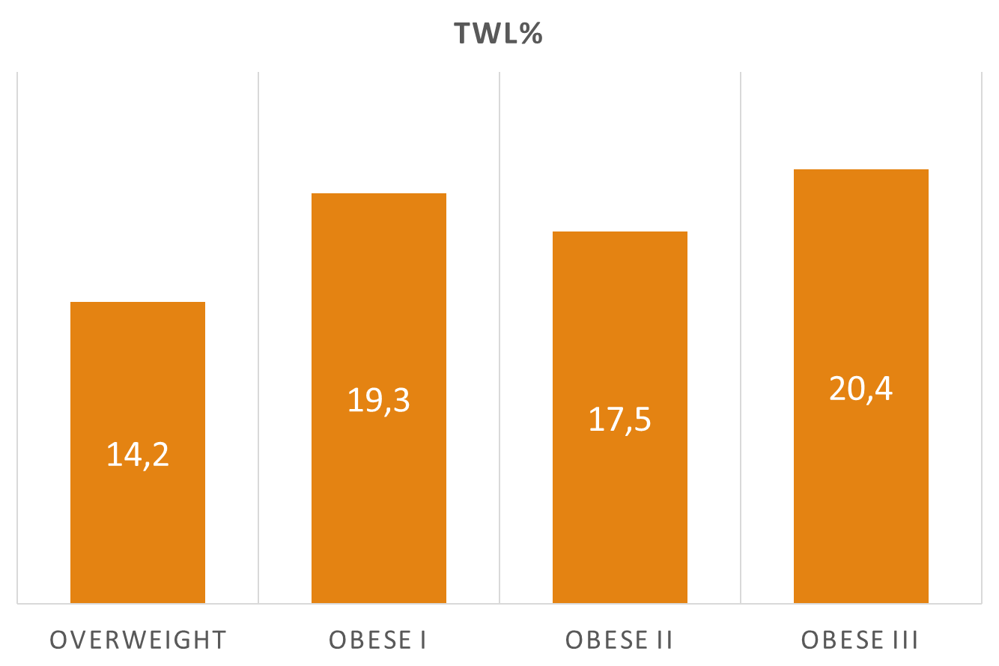 TWL%
14,2
19,3
17,5
20,4
OVERWEIGHT
OBESE I
OBESE II
OBESE III